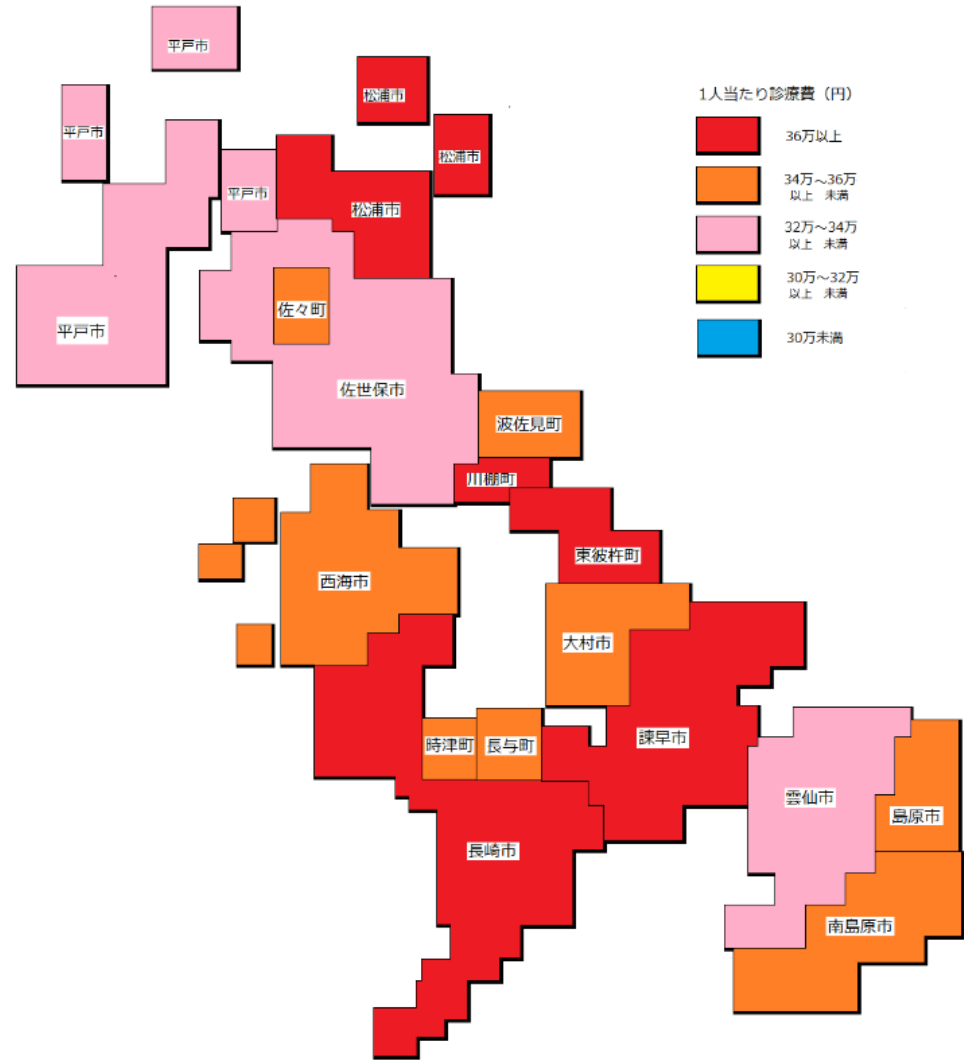 平戸市
松浦市
平戸市
松浦市
平戸市
松浦市
平戸市
佐々町
佐世保市
波佐見町
川棚町
東彼杵町
西海市
大村市
時津町
長与町
諫早市
雲仙市
島原市
長崎市
南島原市
1人当たり診療費（円）
36万以上
34万～36万
以上 未満
32万～34万
以上 未満
30万～32万
以上 未満
30万未満